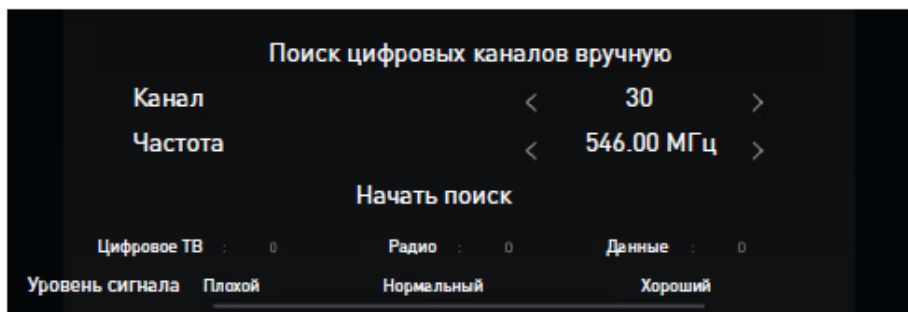 Поиск цифровых каналов вручную
Канал < 30 >
Частота < 546.00 МГц >
Начать поиск
Цифровое ТВ : 0 Радио : 0 Данные : 0
Уровень сигнала Плохой Нормальный Хороший